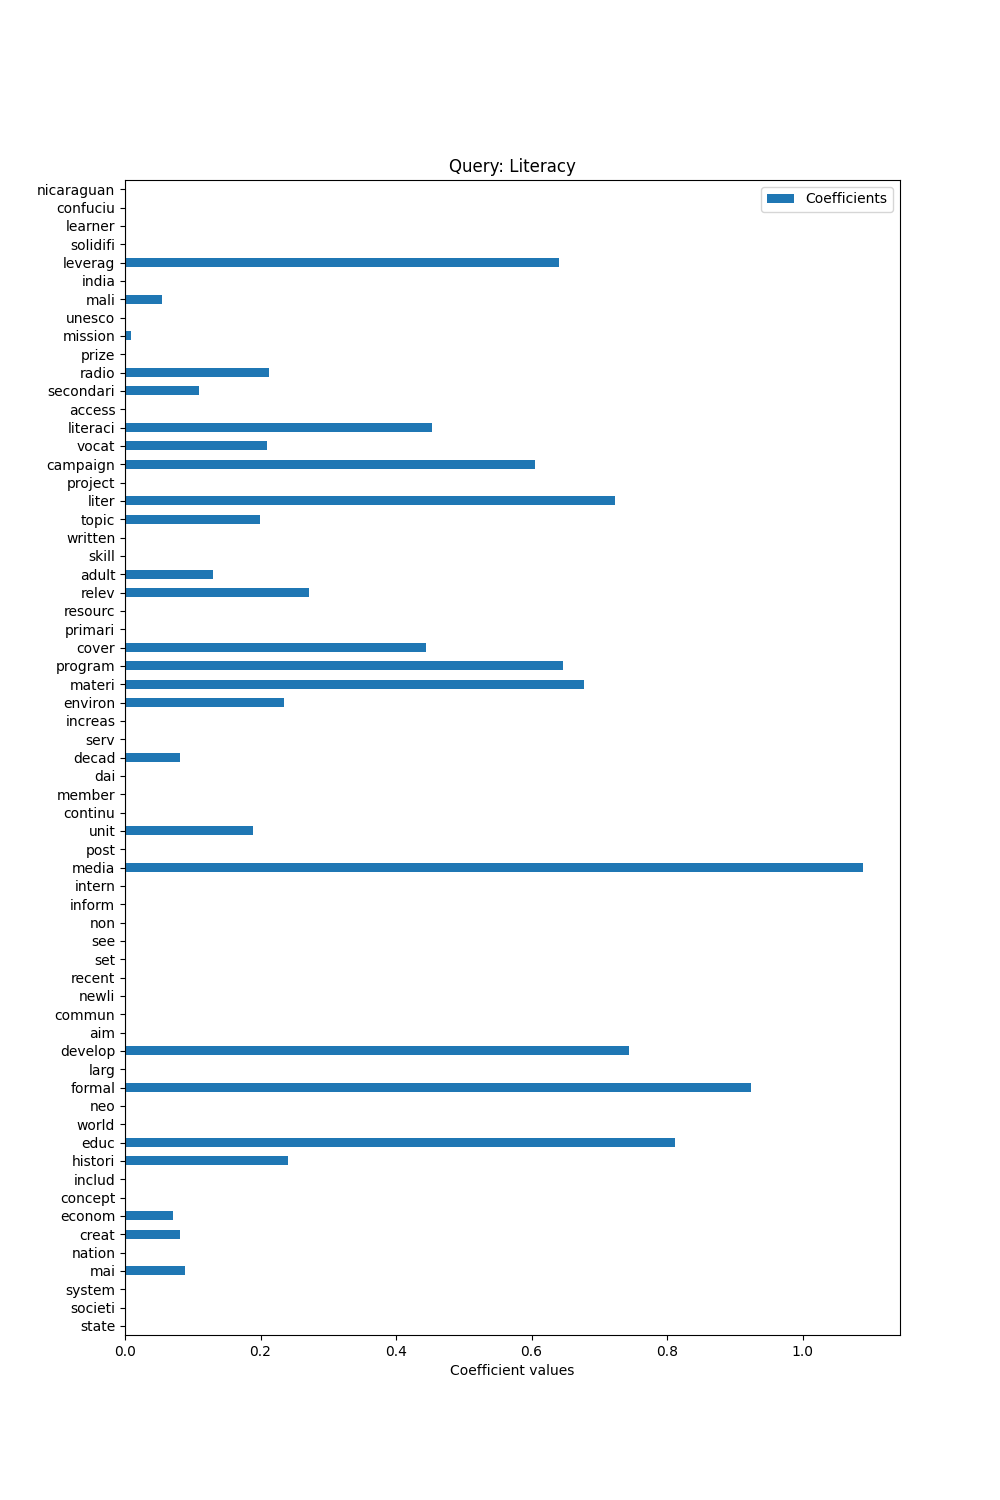 Query: Literacy
Coefficients
nicaraguan
confuciu
learner
solidifi
leverag
india
mali
unesco
mission
prize
radio
secondari
access
literaci
vocat
campaign
project
liter
topic
written
skill
adult
relev
resourc
primari
cover
program
materi
environ
increas
serv
decad
dai
member
continu
unit
post
media
intern
inform
non
see
set
recent
newli
commun
aim
develop
larg
formal
neo
world
educ
histori
includ
concept
econom
creat
nation
mai
system
societi
state
0.0 0.2 0.4 0.6 0.8 1.0
Coefficient values